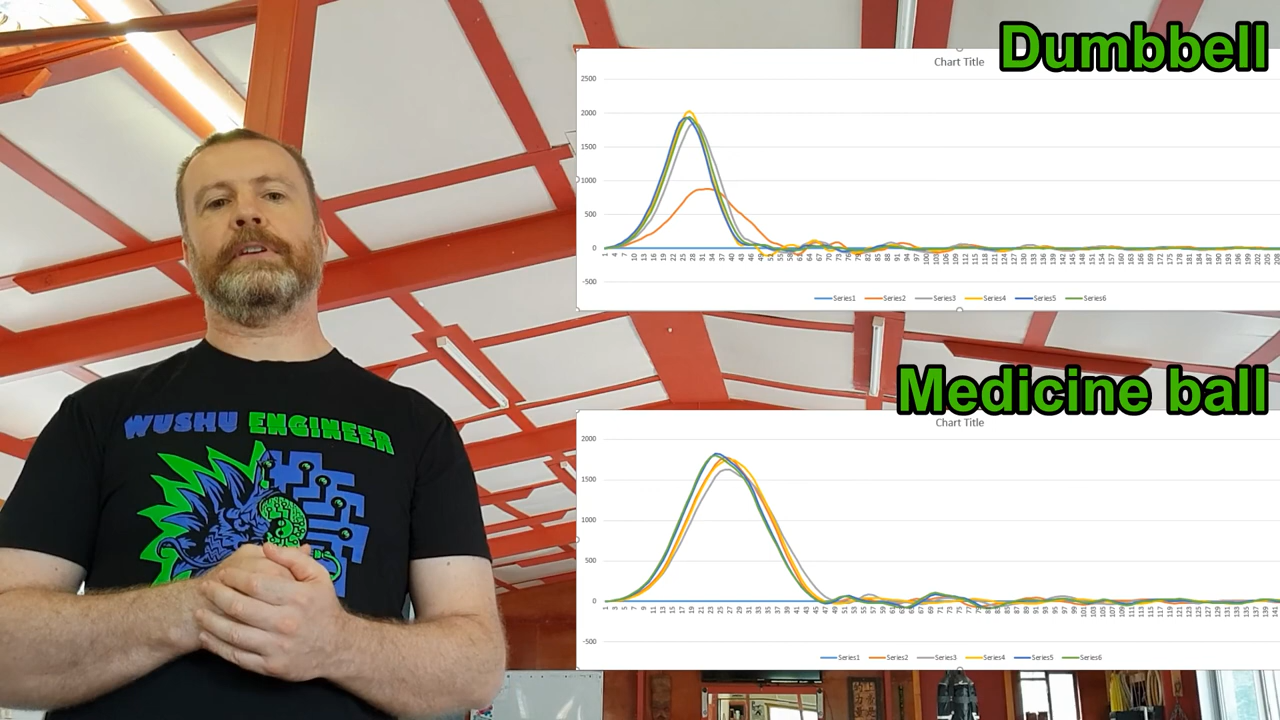 Dumbbell
Chart Title
2500
2000
1500
1000
500
0
-500
Series1 Series2 Series3 Series4 Series5 Series6
Medicine ball
Chart Title
2000
1500
1000
500
0
-500
Series1 Series2 Series3 Series4 Series5 Series6
WUSHU ENGINEER